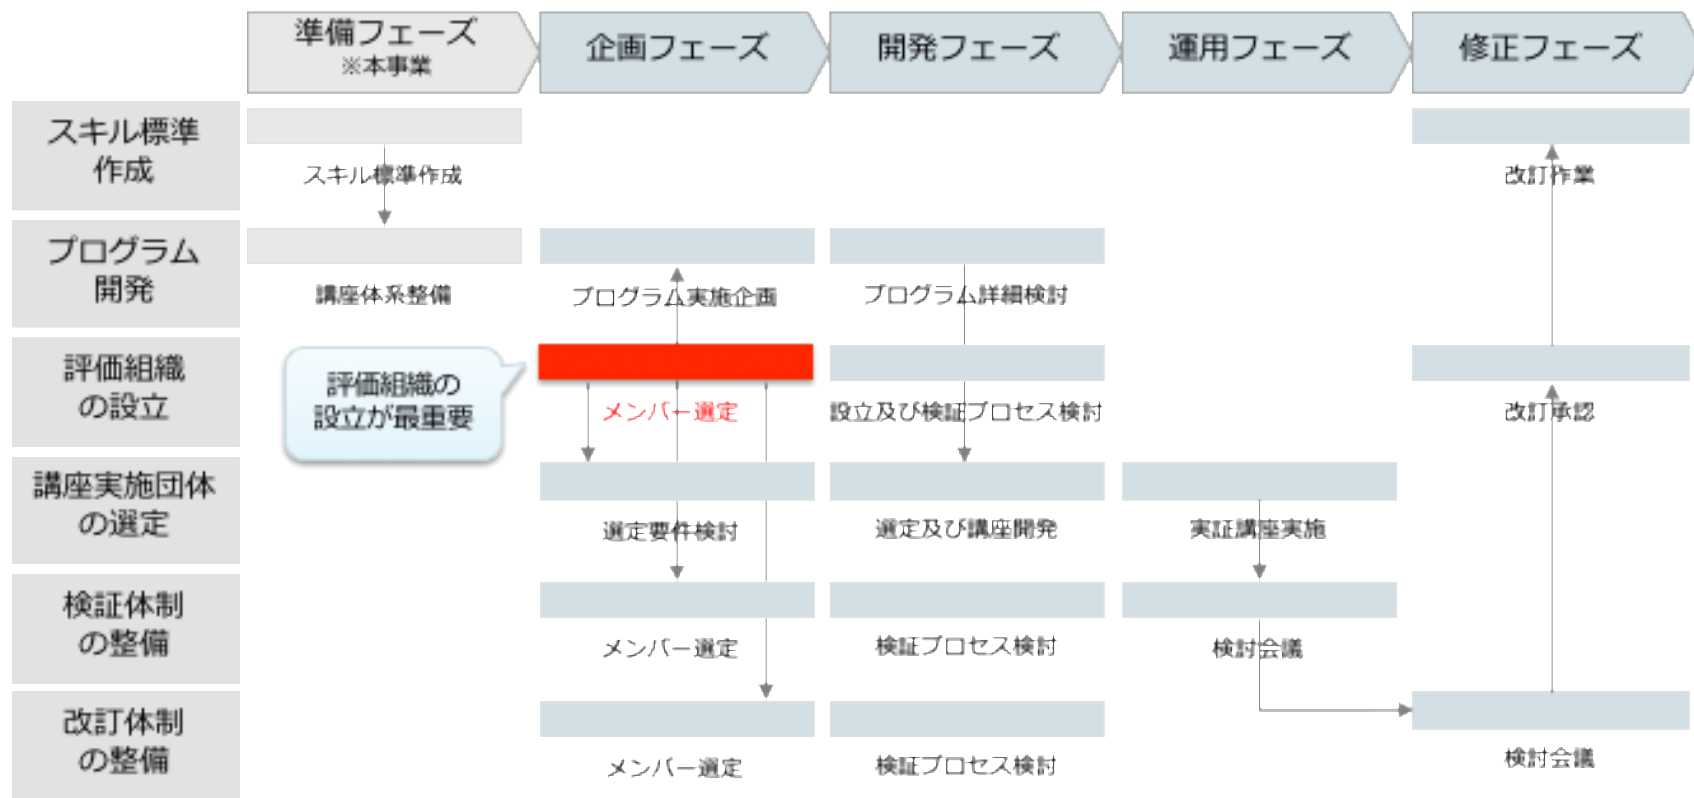 準備フェーズ
※本事業
企画フェーズ
開発フェーズ
運用フェーズ
修正フェーズ
スキル標準
作成
スキル標準作成
改訂作業
プログラム
開発
講座体系整備
プログラム実施企画
プログラム詳細検討
評価組織
の設立
評価組織の
設立が最重要
メンバー選定
設立及び検証プロセス検討
改訂承認
講座実施団体
の選定
選定要件検討
選定及び講座開発
実証講座実施
検証体制
の整備
メンバー選定
検証プロセス検討
検討会議
改訂体制
の整備
メンバー選定
検証プロセス検討
検討会議